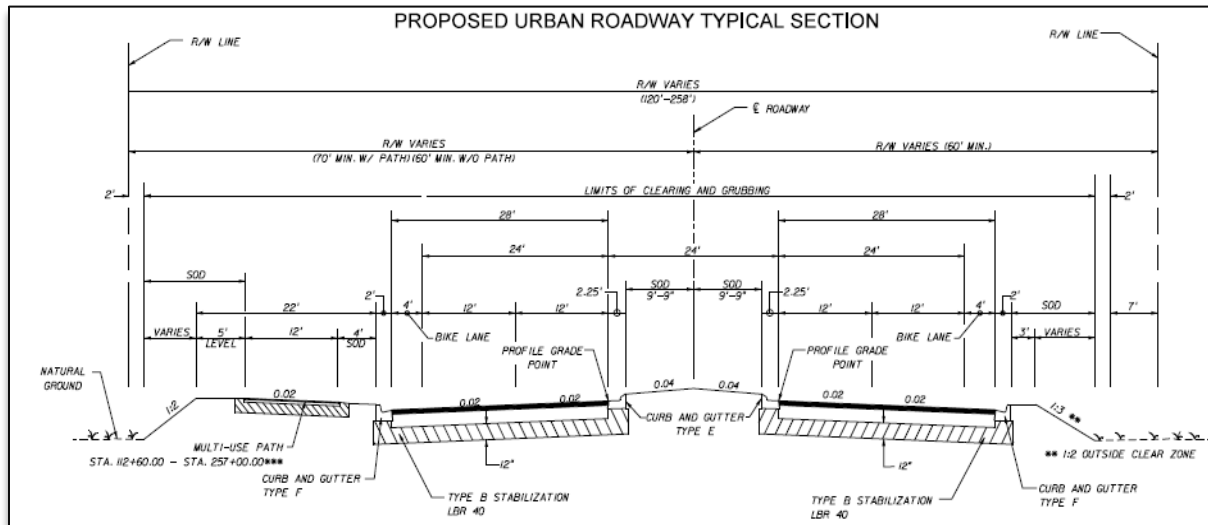 PROPOSED URBAN ROADWAY TYPICAL SECTION
R/W LINE
R/W LINE
R/W VARIES
(120'-258')
℄ ROADWAY
R/W VARIES
(70' MIN. W/ PATH)(60' MIN. W/O PATH)
R/W VARIES (60' MIN.)
2'
LIMITS OF CLEARING AND GRUBBING
2'
28'
28'
24'
24'
24'
SOD
2'
2.25'
SOD
9'-9"
SOD
9'-9"
2.25'
2'
SOD
22'
4'
12'
12'
12'
12'
4'
7'
VARIES
5'
LEVEL
12'
4'
SOD
BIKE LANE
BIKE LANE
3'
VARIES
PROFILE GRADE
POINT
PROFILE GRADE
POINT
NATURAL
GROUND
1:2
0.02
0.02
0.02
0.04
0.04
0.02
0.02
1:3 **
MULTI-USE PATH
STA. 112+60.00 - STA. 257+00.00***
CURB AND GUTTER
TYPE F
12"
CURB AND GUTTER
TYPE E
12"
** 1:2 OUTSIDE CLEAR ZONE
CURB AND GUTTER
TYPE F
TYPE B STABILIZATION
LBR 40
TYPE B STABILIZATION
LBR 40